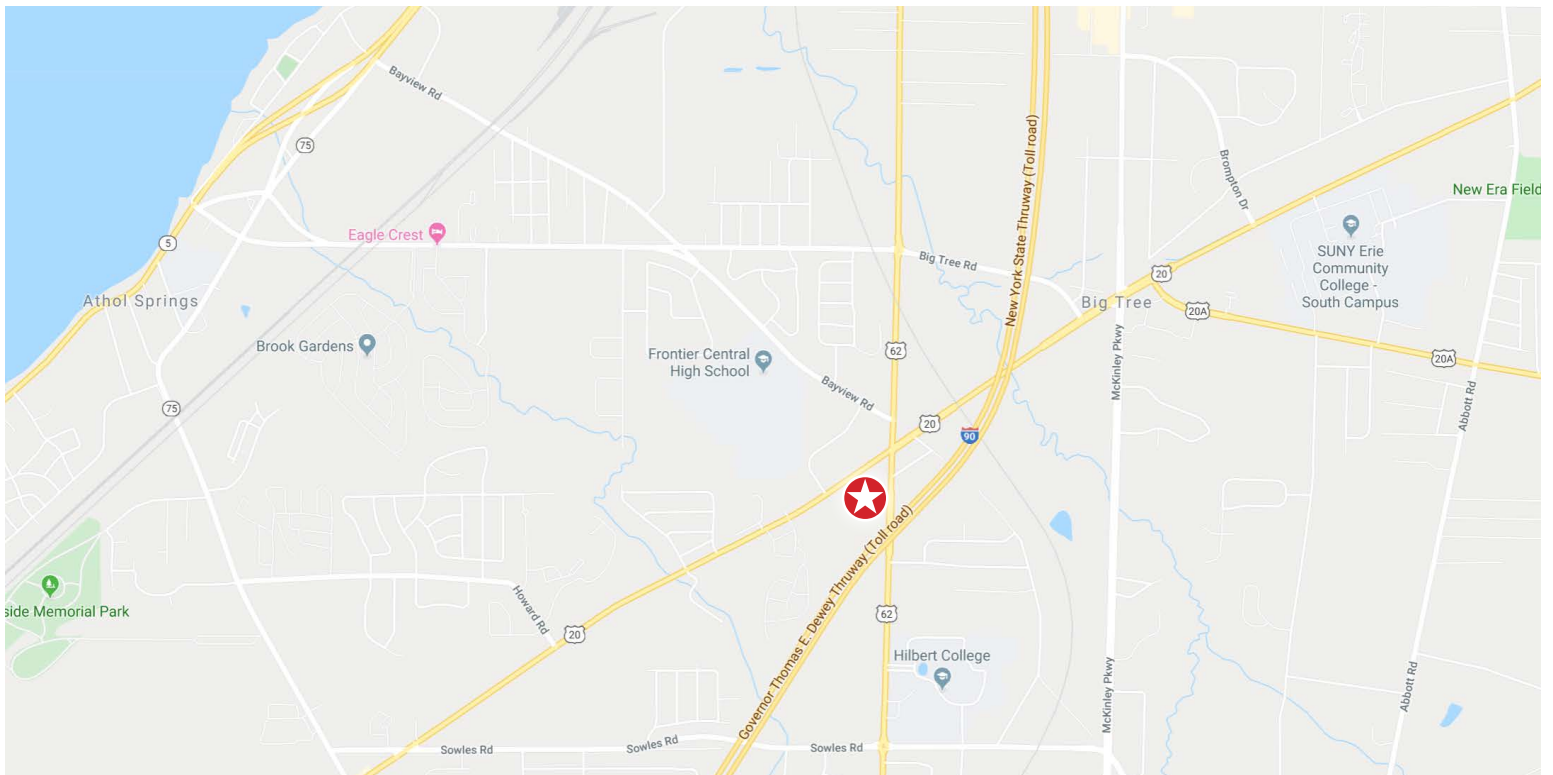 Bayview Rd
75
New York State Thruway (Toll road)
Brompton Dr
New Era Field
Eagle Crest
5
Big Tree Rd
SUNY Erie
Community
College -
South Campus
20
Athol Springs
Big Tree
20A
Brook Gardens
Frontier Central
High School
62
McKinley Pkwy
20A
Bayview Rd
Abbott Rd
75
20
90
Governor Thomas E. Dewey Thruway (Toll road)
side Memorial Park
Howard Rd
20
62
Hilbert College
McKinley Pkwy
Abbott Rd
Sowles Rd
Sowles Rd
Sowles Rd